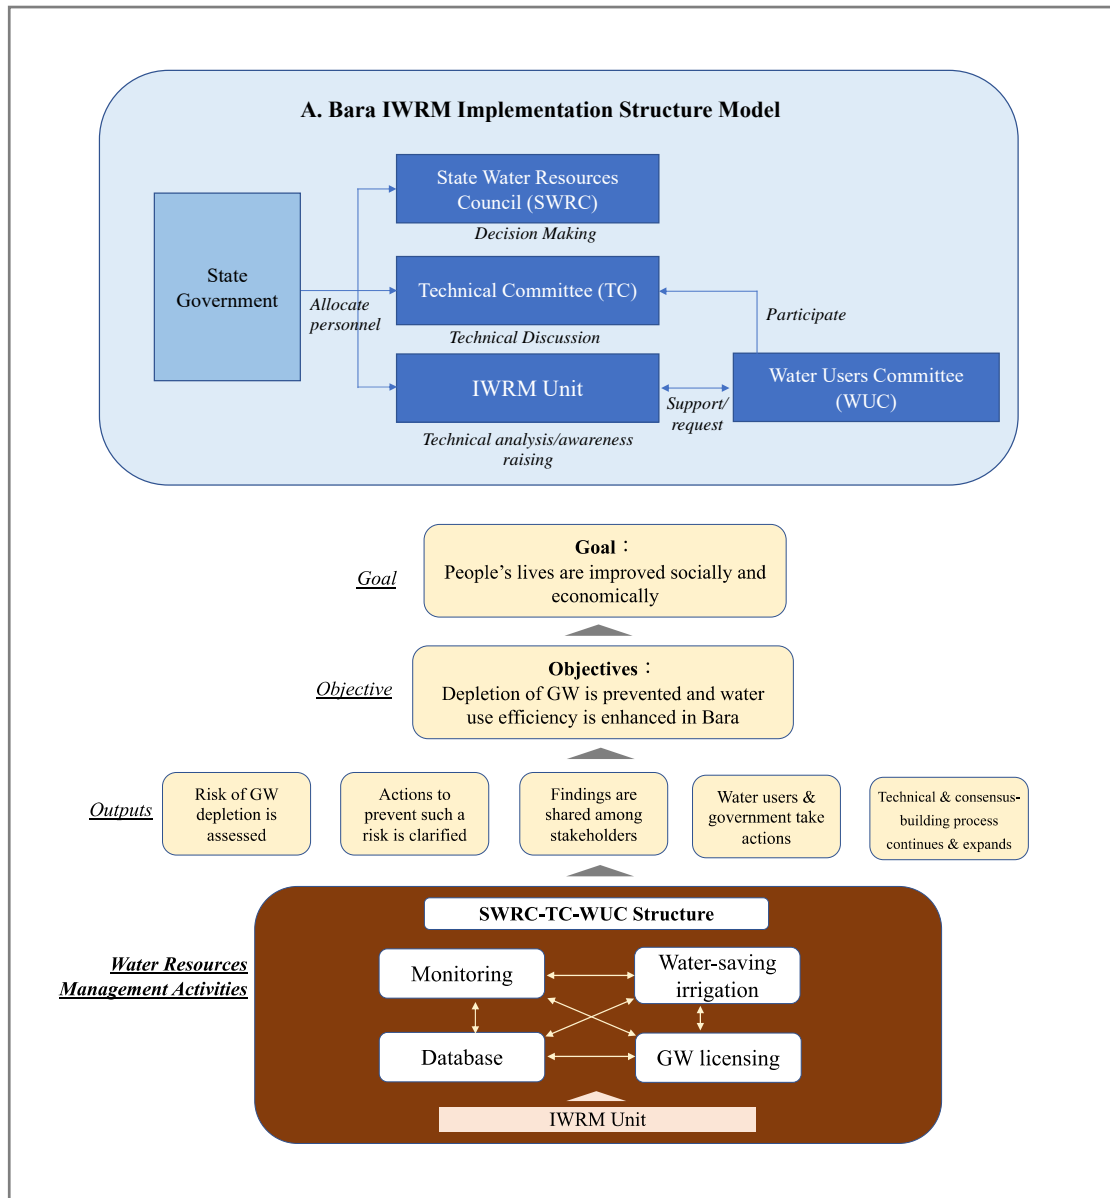 A. Bara IWRM Implementation Structure Model
State Water Resources
Council (SWRC)
Decision Making
State
Government
Allocate
personnel
Technical Committee (TC)
Technical Discussion
Participate
IWRM Unit
Technical analysis/awareness
raising
Support/
request
Water Users Committee
(WUC)
Goal
Goal：
People’s lives are improved socially and
economically
Objective
Objectives：
Depletion of GW is prevented and water
use efficiency is enhanced in Bara
Outputs
Risk of GW
depletion is
assessed
Actions to
prevent such a
risk is clarified
Findings are
shared among
stakeholders
Water users &
government take
actions
Technical & consensus-
building process
continues & expands
Water Resources
Management Activities
SWRC-TC-WUC Structure
Monitoring
Water-saving
irrigation
Database
GW licensing
IWRM Unit